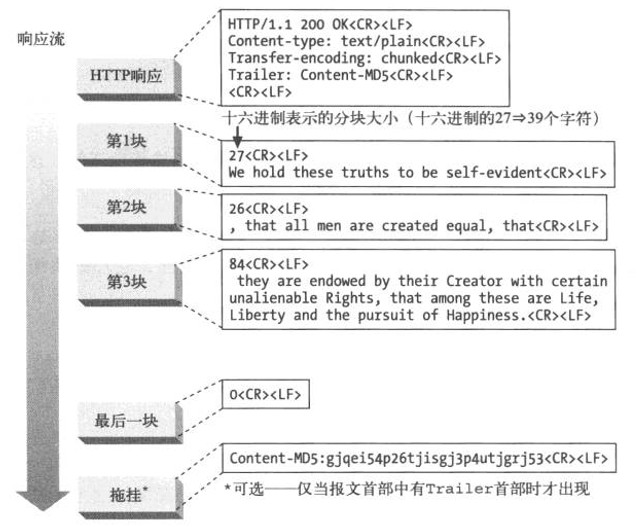 响应流
HTTP响应
HTTP/1.1 200 OK<CR><LF>
Content-type: text/plain<CR><LF>
Transfer-encoding: chunked<CR><LF>
Trailer: Content-MD5<CR><LF>
<CR><LF>
十六进制表示的分块大小（十六进制的27⇒39个字符）
第1块
27<CR><LF>
We hold these truths to be self-evident<CR><LF>
第2块
26<CR><LF>
, that all men are created equal, that<CR><LF>
第3块
84<CR><LF>
they are endowed by their Creator with certain
unalienable Rights, that among these are Life,
Liberty and the pursuit of Happiness.<CR><LF>
最后一块
0<CR><LF>
拖挂*
Content-MD5:gjqei54p26tjisgj3p4utjgrj53<CR><LF>
*可选——仅当报文首部中有Trailer首部时才出现